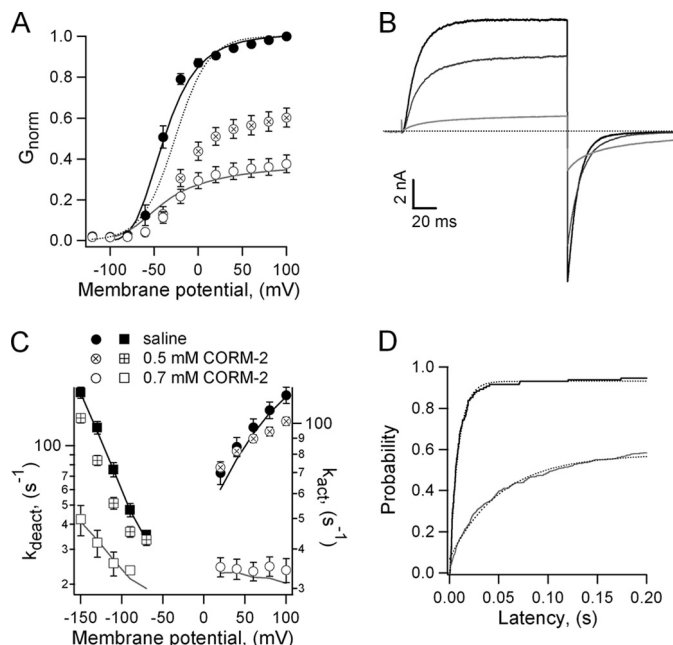 A
1.0
0.8
0.6
0.4
0.2
0.0
Gnorm
-100 -50 0 50 100
Membrane potential, (mV)
B
2 nA
20 ms
C
saline
0.5 mM CORM-2
0.7 mM CORM-2
100
7
6
5
4
3
2
kdeact, (s-1)
100
9
8
7
6
5
4
3
kact, (s-1)
-150 -100 -50 0 50 100
Membrane potential, (mV)
D
1.0
0.8
0.6
0.4
0.2
0.0
Probability
0.00 0.05 0.10 0.15 0.20
Latency, (s)